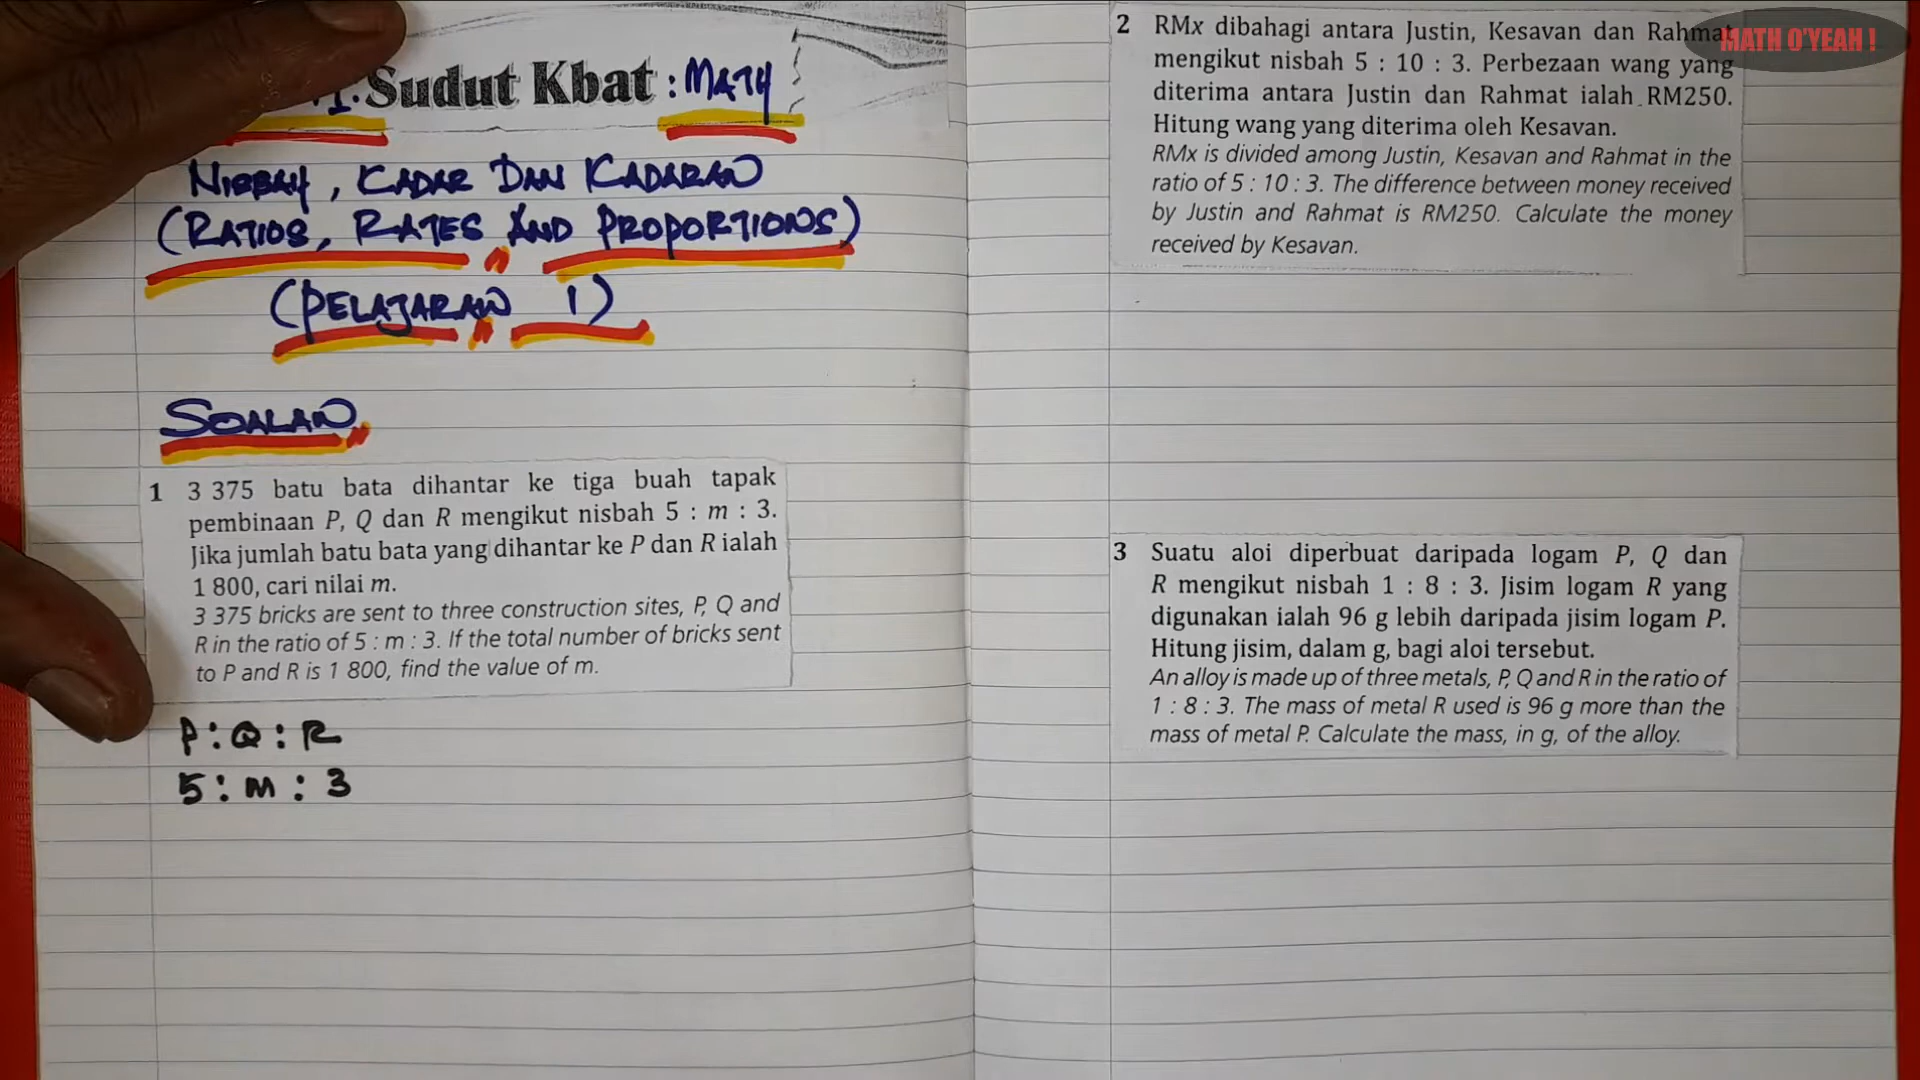 Sudut Kbat : MATH
NISBAH, KADAR DAN KADARAN
(RATIOS, RATES AND PROPORTIONS)
(PELAJARAN 1)
SOALAN
1 3 375 batu bata dihantar ke tiga buah tapak
pembinaan P, Q dan R mengikut nisbah 5 : m : 3.
Jika jumlah batu bata yang dihantar ke P dan R ialah
1 800, cari nilai m.
3 375 bricks are sent to three construction sites, P, Q and
R in the ratio of 5 : m : 3. If the total number of bricks sent
to P and R is 1 800, find the value of m.
P : Q : R
5 : m : 3
2 RMx dibahagi antara Justin, Kesavan dan Rahmat
mengikut nisbah 5 : 10 : 3. Perbezaan wang yang
diterima antara Justin dan Rahmat ialah RM250.
Hitung wang yang diterima oleh Kesavan.
RMx is divided among Justin, Kesavan and Rahmat in the
ratio of 5 : 10 : 3. The difference between money received
by Justin and Rahmat is RM250. Calculate the money
received by Kesavan.
MATH O'YEAH !
3 Suatu aloi diperbuat daripada logam P, Q dan
R mengikut nisbah 1 : 8 : 3. Jisim logam R yang
digunakan ialah 96 g lebih daripada jisim logam P.
Hitung jisim, dalam g, bagi aloi tersebut.
An alloy is made up of three metals, P, Q and R in the ratio of
1 : 8 : 3. The mass of metal R used is 96 g more than the
mass of metal P. Calculate the mass, in g, of the alloy.